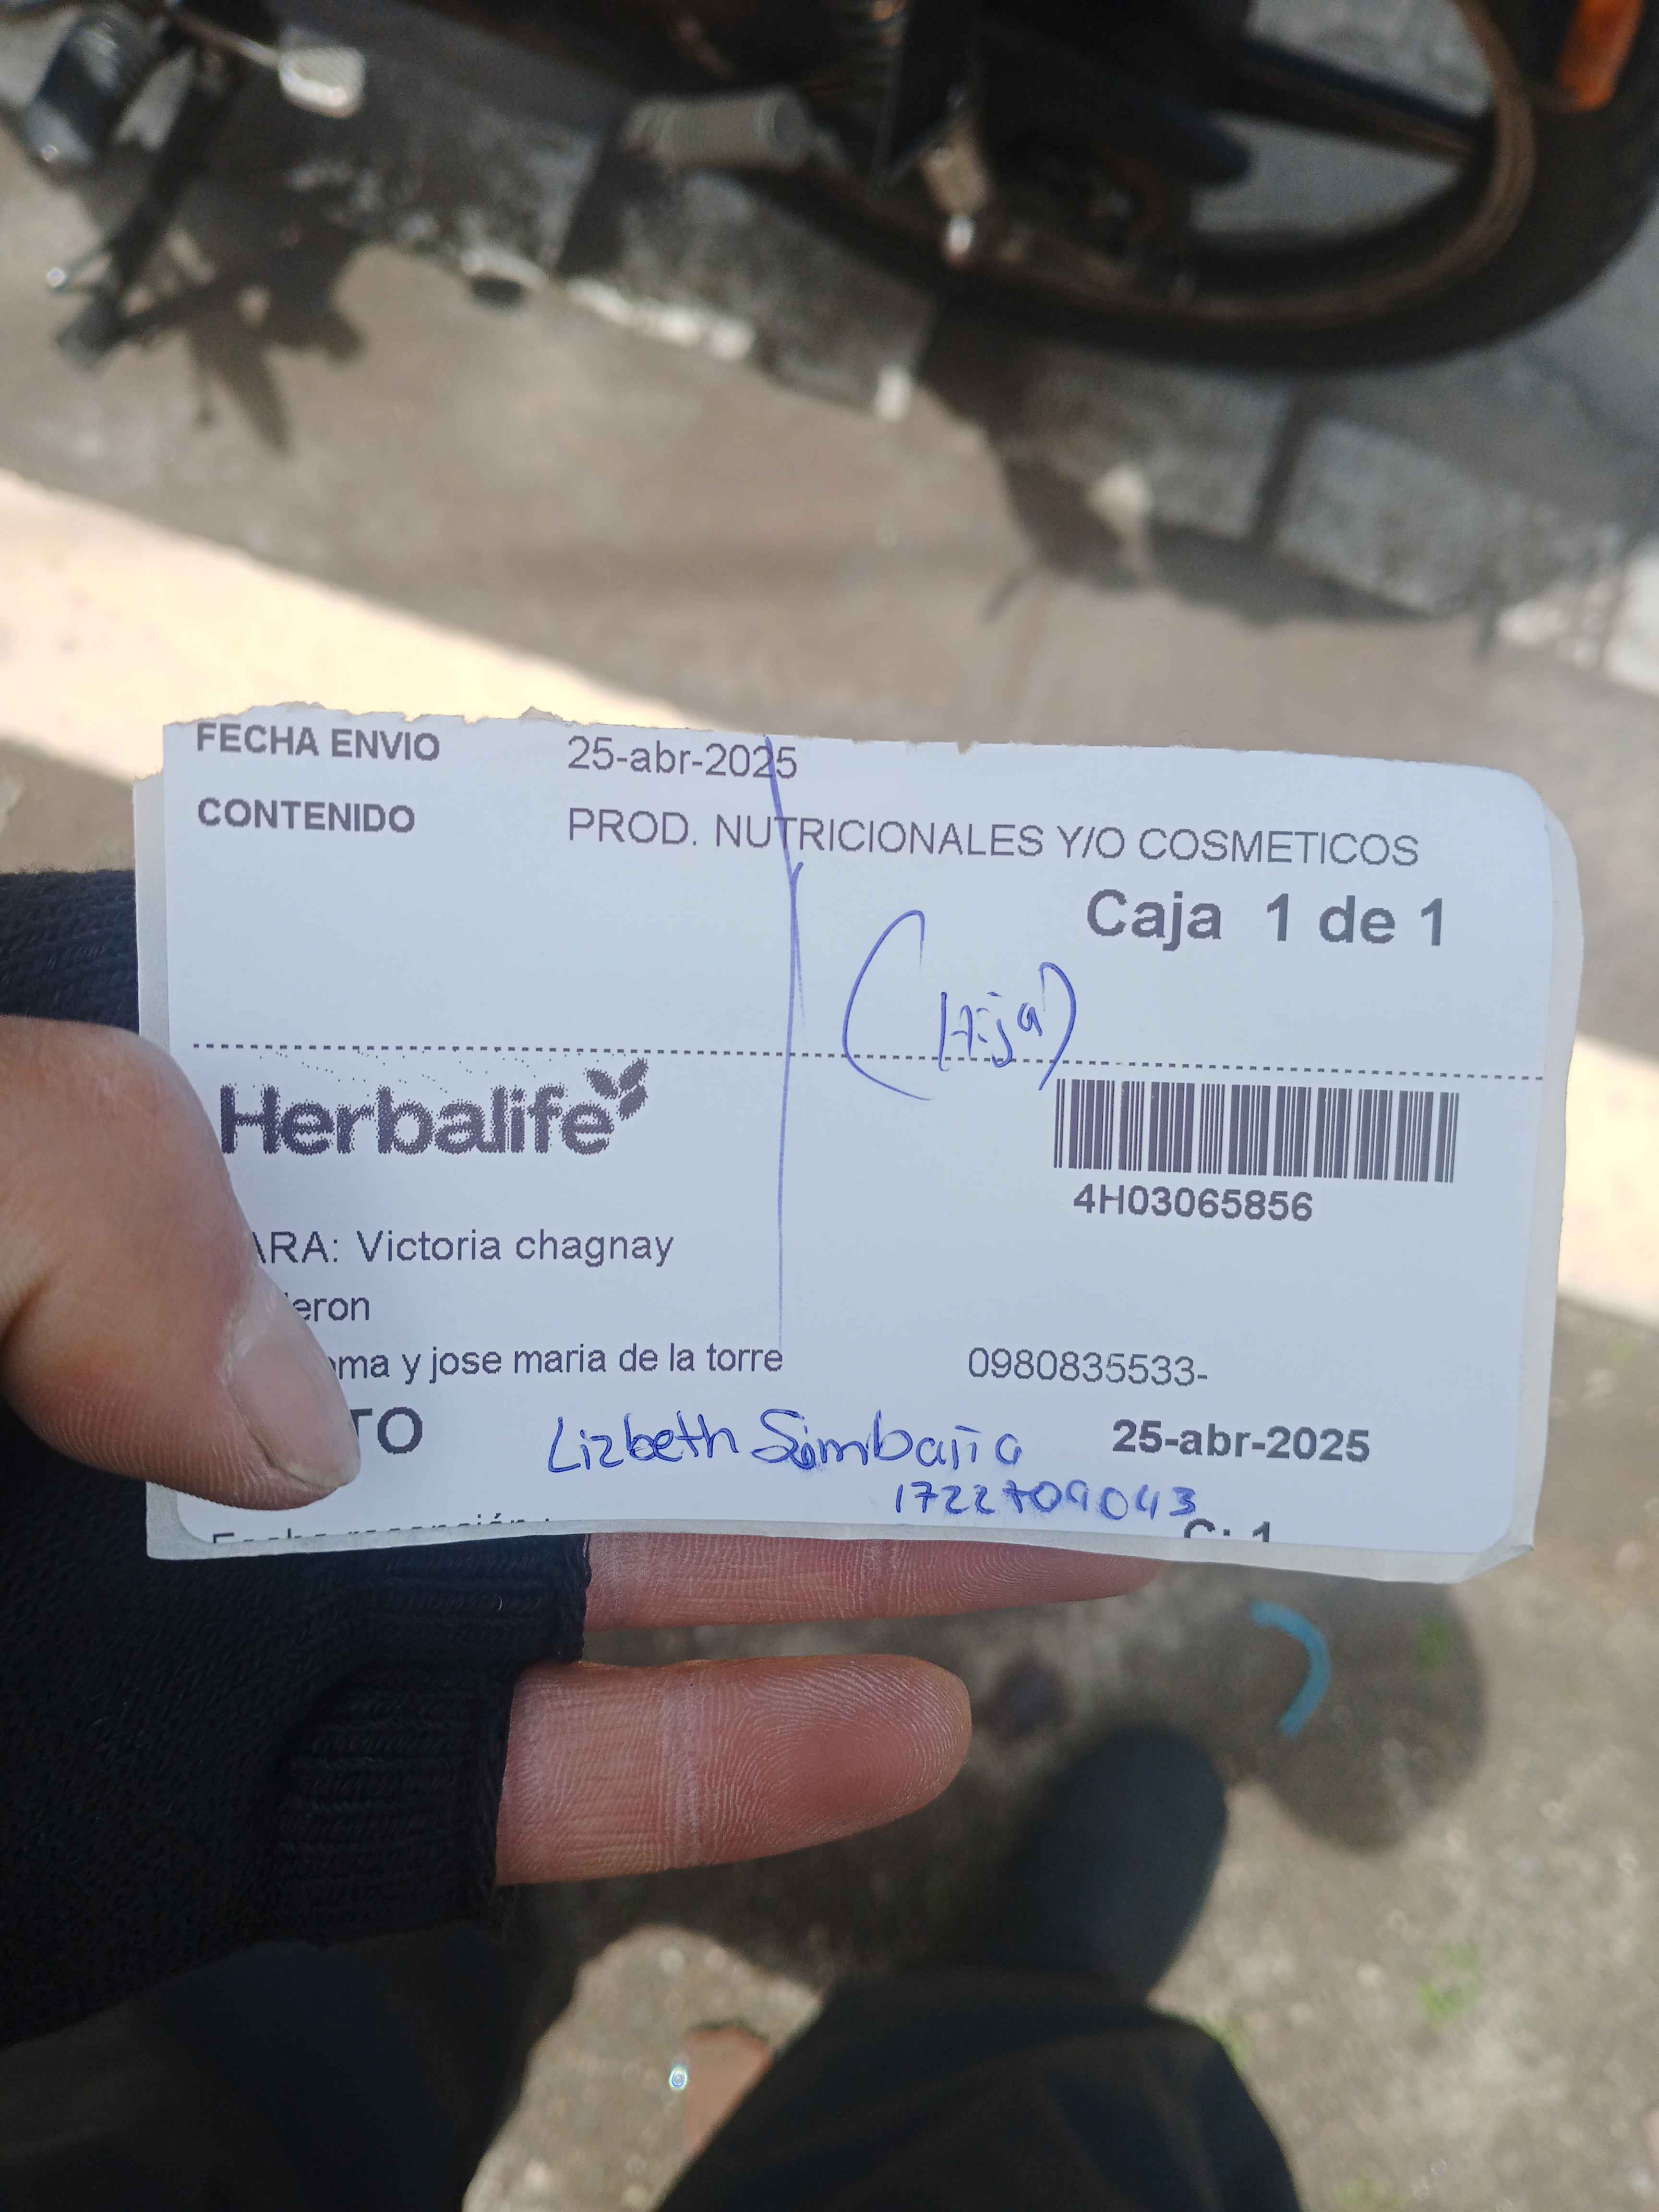 FECHA ENVIO 25-abr-2025
CONTENIDO PROD. NUTRICIONALES Y/O COSMETICOS
Caja 1 de 1
(Hija)
Herbalife
4H03065856
ARA: Victoria chagnay
eron
oma y jose maria de la torre 0980835533-
TO Lizbeth Simbaña 25-abr-2025
1722709043